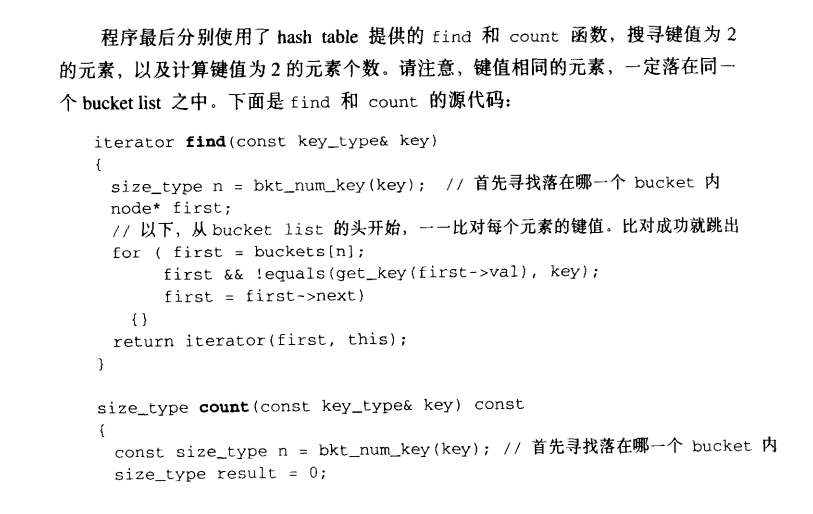 程序最后分别使用了 hash table 提供的 find 和 count 函数，搜寻键值为 2
的元素，以及计算键值为 2 的元素个数。请注意，键值相同的元素，一定落在同一
个 bucket list 之中。下面是 find 和 count 的源代码：
iterator find(const key_type& key)
{
size_type n = bkt_num_key(key); // 首先寻找落在哪一个 bucket 内
node* first;
// 以下，从 bucket list 的头开始，一一比对每个元素的键值。比对成功就跳出
for ( first = buckets[n];
first && !equals(get_key(first->val), key);
first = first->next)
{}
return iterator(first, this);
}
size_type count(const key_type& key) const
{
const size_type n = bkt_num_key(key); // 首先寻找落在哪一个 bucket 内
size_type result = 0;